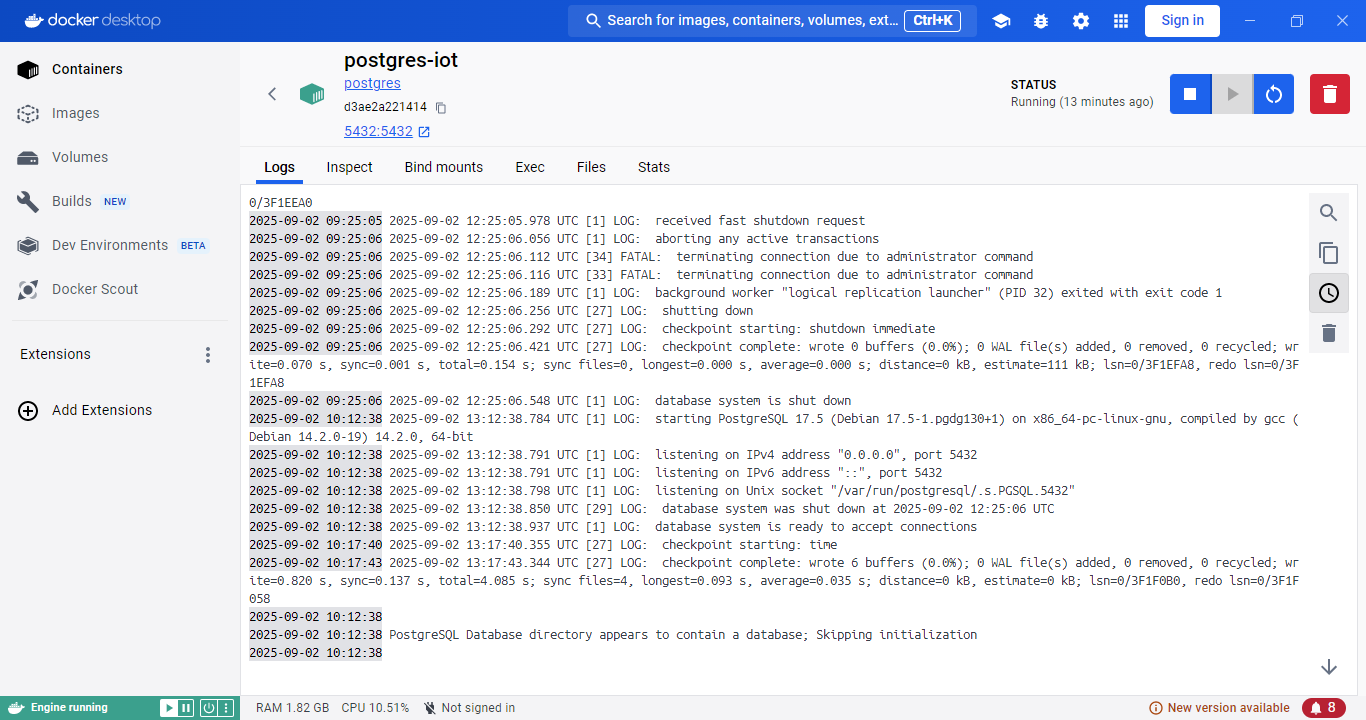 docker desktop
Search for images, containers, volumes, ext... Ctrl+K
Sign in
Containers
Images
Volumes
Builds NEW
Dev Environments BETA
Docker Scout
Extensions
Add Extensions
postgres-iot
postgres
d3ae2a221414
5432:5432
STATUS
Running (13 minutes ago)
Logs Inspect Bind mounts Exec Files Stats
0/3F1EEA0
2025-09-02 09:25:05 2025-09-02 12:25:05.978 UTC [1] LOG:  received fast shutdown request
2025-09-02 09:25:06 2025-09-02 12:25:06.056 UTC [1] LOG:  aborting any active transactions
2025-09-02 09:25:06 2025-09-02 12:25:06.112 UTC [34] FATAL:  terminating connection due to administrator command
2025-09-02 09:25:06 2025-09-02 12:25:06.116 UTC [33] FATAL:  terminating connection due to administrator command
2025-09-02 09:25:06 2025-09-02 12:25:06.189 UTC [1] LOG:  background worker "logical replication launcher" (PID 32) exited with exit code 1
2025-09-02 09:25:06 2025-09-02 12:25:06.256 UTC [27] LOG:  shutting down
2025-09-02 09:25:06 2025-09-02 12:25:06.292 UTC [27] LOG:  checkpoint starting: shutdown immediate
2025-09-02 09:25:06 2025-09-02 12:25:06.421 UTC [27] LOG:  checkpoint complete: wrote 0 buffers (0.0%); 0 WAL file(s) added, 0 removed, 0 recycled; wr
ite=0.070 s, sync=0.001 s, total=0.154 s; sync files=0, longest=0.000 s, average=0.000 s; distance=0 kB, estimate=111 kB; lsn=0/3F1EFA8, redo lsn=0/3F
1EFA8
2025-09-02 09:25:06 2025-09-02 12:25:06.548 UTC [1] LOG:  database system is shut down
2025-09-02 10:12:38 2025-09-02 13:12:38.784 UTC [1] LOG:  starting PostgreSQL 17.5 (Debian 17.5-1.pgdg130+1) on x86_64-pc-linux-gnu, compiled by gcc (
Debian 14.2.0-19) 14.2.0, 64-bit
2025-09-02 10:12:38 2025-09-02 13:12:38.791 UTC [1] LOG:  listening on IPv4 address "0.0.0.0", port 5432
2025-09-02 10:12:38 2025-09-02 13:12:38.791 UTC [1] LOG:  listening on IPv6 address "::", port 5432
2025-09-02 10:12:38 2025-09-02 13:12:38.798 UTC [1] LOG:  listening on Unix socket "/var/run/postgresql/.s.PGSQL.5432"
2025-09-02 10:12:38 2025-09-02 13:12:38.850 UTC [29] LOG:  database system was shut down at 2025-09-02 12:25:06 UTC
2025-09-02 10:12:38 2025-09-02 13:12:38.937 UTC [1] LOG:  database system is ready to accept connections
2025-09-02 10:17:40 2025-09-02 13:17:40.355 UTC [27] LOG:  checkpoint starting: time
2025-09-02 10:17:43 2025-09-02 13:17:43.344 UTC [27] LOG:  checkpoint complete: wrote 6 buffers (0.0%); 0 WAL file(s) added, 0 removed, 0 recycled; wr
ite=0.820 s, sync=0.137 s, total=4.085 s; sync files=4, longest=0.093 s, average=0.035 s; distance=0 kB, estimate=0 kB; lsn=0/3F1F0B0, redo lsn=0/3F1F
058
2025-09-02 10:12:38
2025-09-02 10:12:38 PostgreSQL Database directory appears to contain a database; Skipping initialization
2025-09-02 10:12:38
Engine running
RAM 1.82 GB CPU 10.51% Not signed in
New version available 8